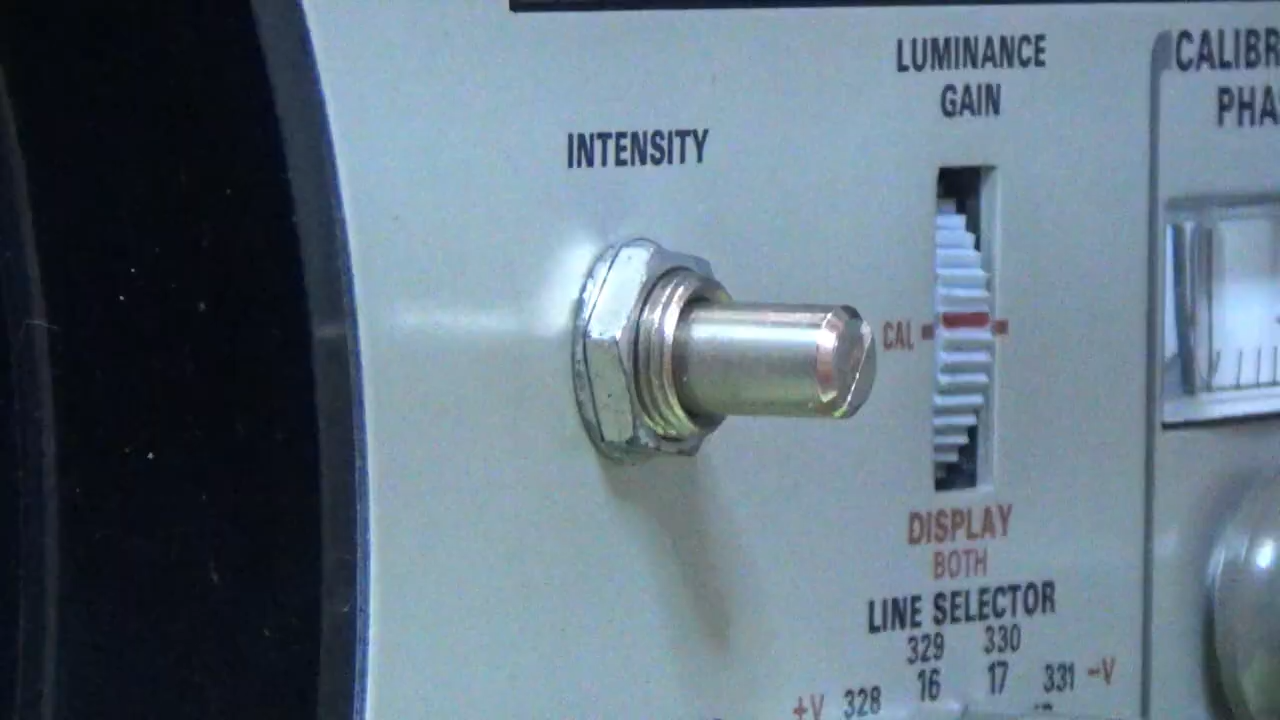 LUMINANCE
GAIN
CALIBR
PHA
INTENSITY
CAL
DISPLAY
BOTH
LINE SELECTOR
329 330
16 17 331 -V
+V 328